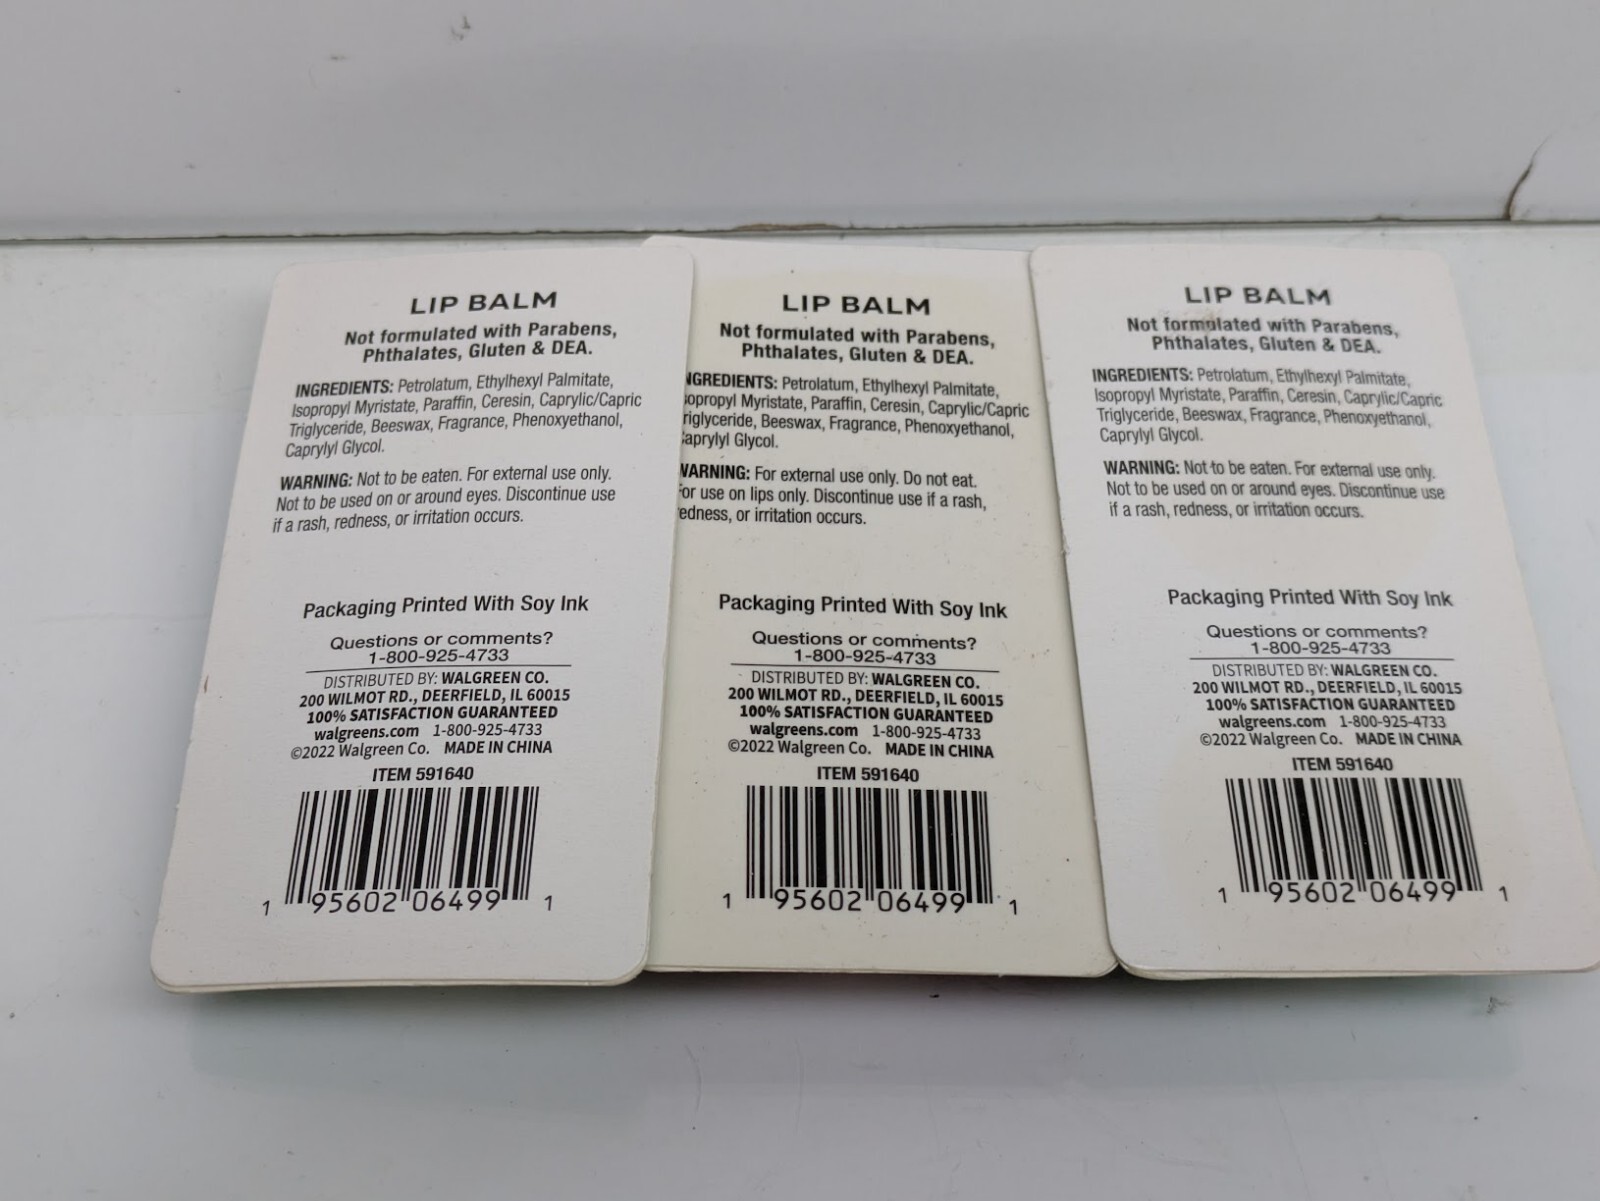 LIP BALM
Not formulated with Parabens,
Phthalates, Gluten & DEA.
INGREDIENTS: Petrolatum, Ethylhexyl Palmitate,
Isopropyl Myristate, Paraffin, Ceresin, Caprylic/Capric
Triglyceride, Beeswax, Fragrance, Phenoxyethanol,
Caprylyl Glycol.
WARNING: Not to be eaten. For external use only.
Not to be used on or around eyes. Discontinue use
if a rash, redness, or irritation occurs.
Packaging Printed With Soy Ink
Questions or comments?
1-800-925-4733
DISTRIBUTED BY: WALGREEN CO.
200 WILMOT RD., DEERFIELD, IL 60015
100% SATISFACTION GUARANTEED
walgreens.com 1-800-925-4733
©2022 Walgreen Co. MADE IN CHINA
ITEM 591640
1 95602 06499 1
LIP BALM
Not formulated with Parabens,
Phthalates, Gluten & DEA.
NGREDIENTS: Petrolatum, Ethylhexyl Palmitate,
sopropyl Myristate, Paraffin, Ceresin, Caprylic/Capric
riglyceride, Beeswax, Fragrance, Phenoxyethanol,
aprylyl Glycol.
WARNING: For external use only. Do not eat.
For use on lips only. Discontinue use if a rash,
edness, or irritation occurs.
Packaging Printed With Soy Ink
Questions or comments?
1-800-925-4733
DISTRIBUTED BY: WALGREEN CO.
200 WILMOT RD., DEERFIELD, IL 60015
100% SATISFACTION GUARANTEED
walgreens.com 1-800-925-4733
©2022 Walgreen Co. MADE IN CHINA
ITEM 591640
1 95602 06499 1
LIP BALM
Not formulated with Parabens,
Phthalates, Gluten & DEA.
INGREDIENTS: Petrolatum, Ethylhexyl Palmitate,
Isopropyl Myristate, Paraffin, Ceresin, Caprylic/Capric
Triglyceride, Beeswax, Fragrance, Phenoxyethanol,
Caprylyl Glycol.
WARNING: Not to be eaten. For external use only.
Not to be used on or around eyes. Discontinue use
if a rash, redness, or irritation occurs.
Packaging Printed With Soy Ink
Questions or comments?
1-800-925-4733
DISTRIBUTED BY: WALGREEN CO.
200 WILMOT RD., DEERFIELD, IL 60015
100% SATISFACTION GUARANTEED
walgreens.com 1-800-925-4733
©2022 Walgreen Co. MADE IN CHINA
ITEM 591640
1 95602 06499 1